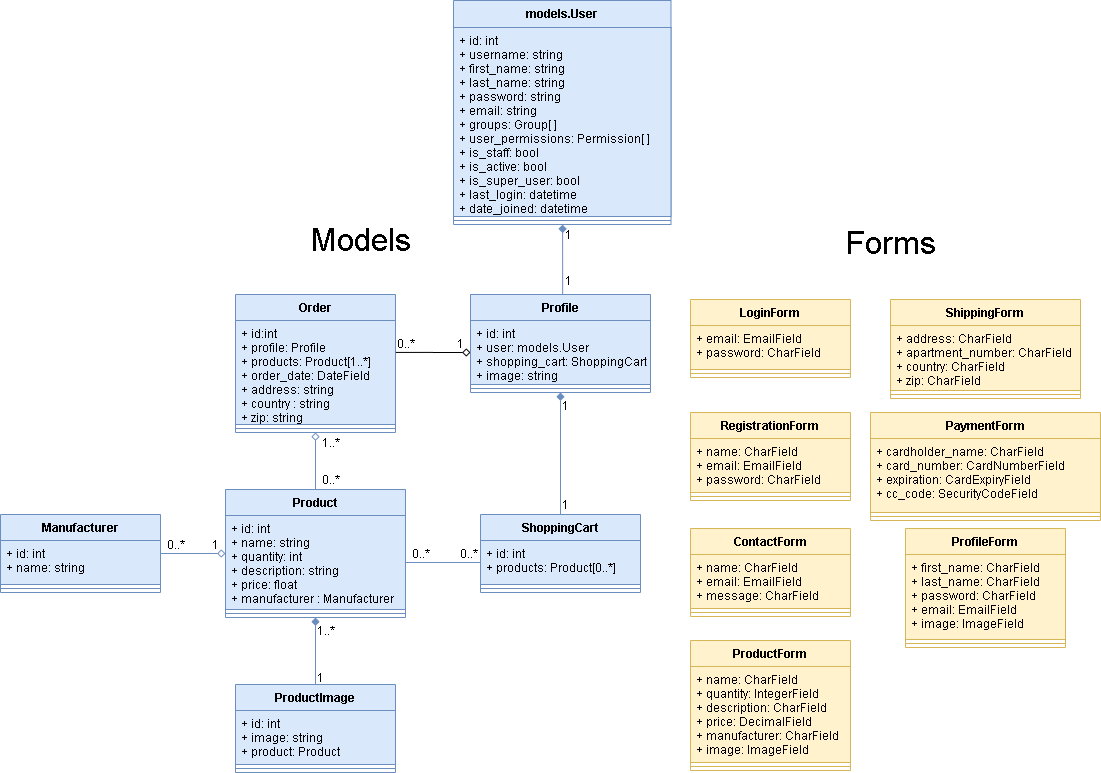 models.User
+ id: int
+ username: string
+ first_name: string
+ last_name: string
+ password: string
+ email: string
+ groups: Group[]
+ user_permissions: Permission[]
+ is_staff: bool
+ is_active: bool
+ is_super_user: bool
+ last_login: datetime
+ date_joined: datetime
1
1
Models
Order
+ id:int
+ profile: Profile
+ products: Product[1..*]
+ order_date: DateField
+ address: string
+ country : string
+ zip: string
0..*
1
Profile
+ id: int
+ user: models.User
+ shopping_cart: ShoppingCart
+ image: string
1
1
1..*
0..*
Manufacturer
+ id: int
+ name: string
0..*
1
Product
+ id: int
+ name: string
+ quantity: int
+ description: string
+ price: float
+ manufacturer : Manufacturer
0..*
0..*
ShoppingCart
+ id: int
+ products: Product[0..*]
1..*
1
ProductImage
+ id: int
+ image: string
+ product: Product
Forms
LoginForm
+ email: EmailField
+ password: CharField
ShippingForm
+ address: CharField
+ apartment_number: CharField
+ country: CharField
+ zip: CharField
RegistrationForm
+ name: CharField
+ email: EmailField
+ password: CharField
PaymentForm
+ cardholder_name: CharField
+ card_number: CardNumberField
+ expiration: CardExpiryField
+ cc_code: SecurityCodeField
ContactForm
+ name: CharField
+ email: EmailField
+ message: CharField
ProfileForm
+ first_name: CharField
+ last_name: CharField
+ password: CharField
+ email: EmailField
+ image: ImageField
ProductForm
+ name: CharField
+ quantity: IntegerField
+ description: CharField
+ price: DecimalField
+ manufacturer: CharField
+ image: ImageField